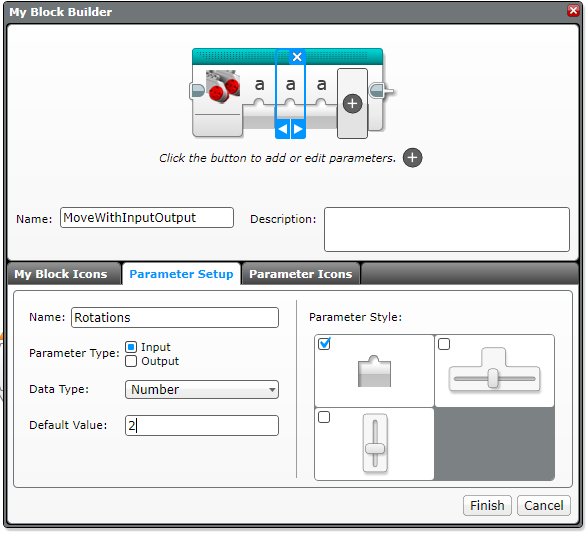 My Block Builder
a a a
Click the button to add or edit parameters.
Name: MoveWithInputOutput Description:
My Block Icons Parameter Setup Parameter Icons
Name: Rotations
Parameter Type: Input
Output
Data Type: Number
Default Value: 2
Parameter Style:
Finish Cancel